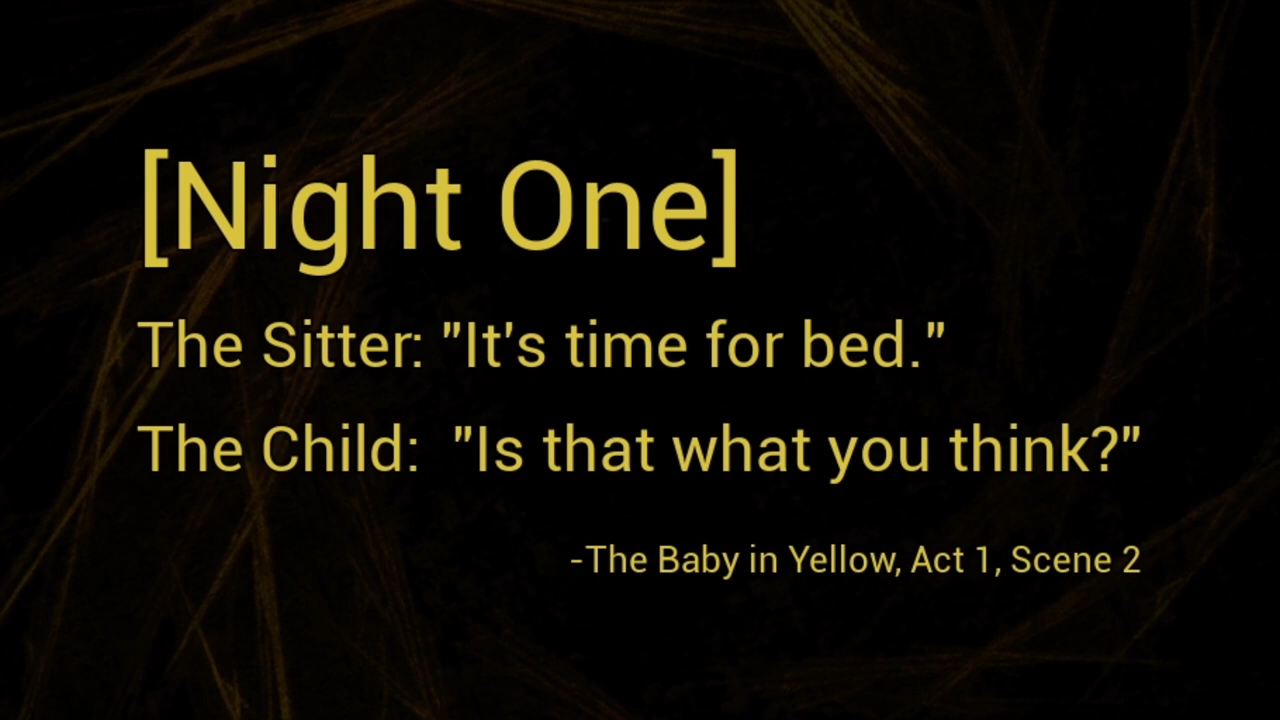 [Night One]
The Sitter: "It's time for bed."
The Child:  "Is that what you think?"
-The Baby in Yellow, Act 1, Scene 2